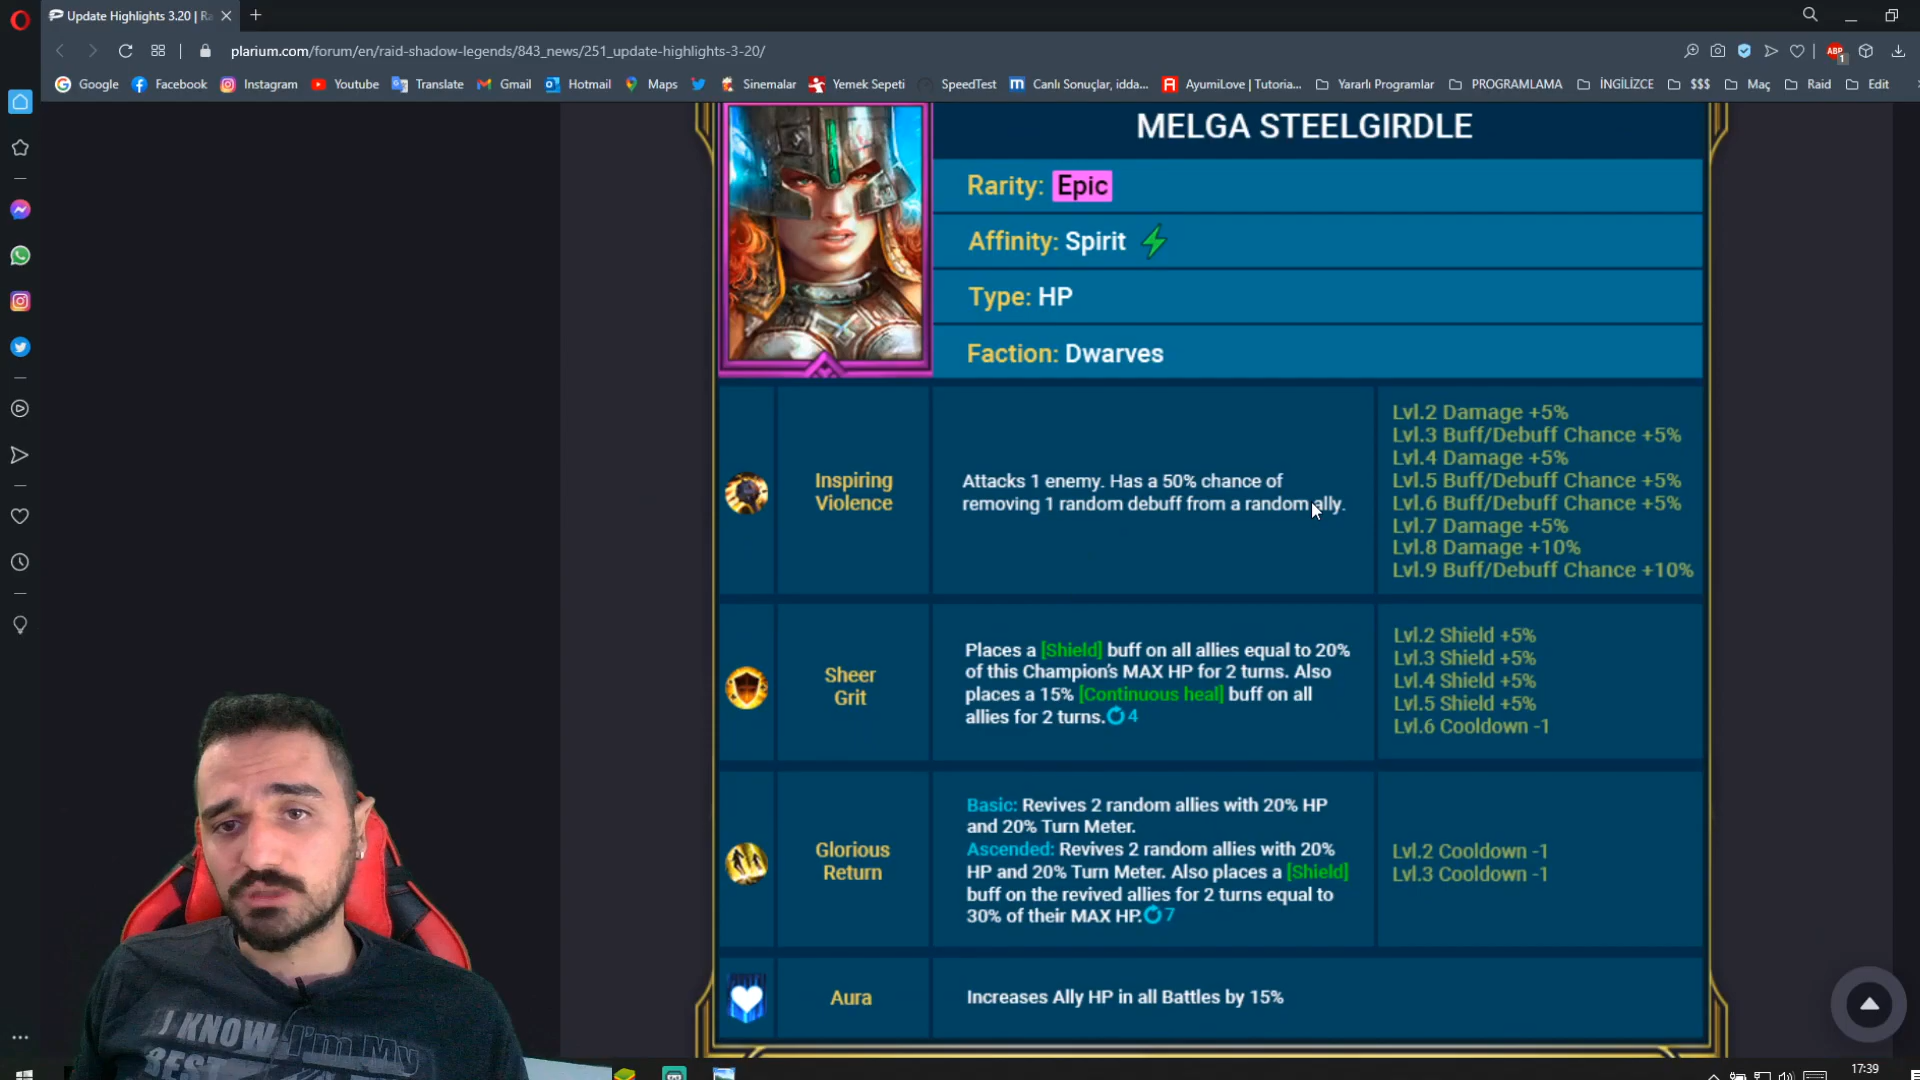 Update Highlights 3.20 | Ra
plarium.com/forum/en/raid-shadow-legends/843_news/251_update-highlights-3-20/
ABP
1
Google
Facebook
Instagram
Youtube
Translate
Gmail
Hotmail
Maps
Sinemalar
Yemek Sepeti
SpeedTest
Canlı Sonuçlar, idda...
AyumiLove | Tutoria...
Yararlı Programlar
PROGRAMLAMA
İNGİLİZCE
$$$
Maç
Raid
Edit
MELGA STEELGIRDLE
Rarity: Epic
Affinity: Spirit
Type: HP
Faction: Dwarves
Inspiring
Violence
Attacks 1 enemy. Has a 50% chance of
removing 1 random debuff from a random ally.
Lvl.2 Damage +5%
Lvl.3 Buff/Debuff Chance +5%
Lvl.4 Damage +5%
Lvl.5 Buff/Debuff Chance +5%
Lvl.6 Buff/Debuff Chance +5%
Lvl.7 Damage +5%
Lvl.8 Damage +10%
Lvl.9 Buff/Debuff Chance +10%
Sheer
Grit
Places a [Shield] buff on all allies equal to 20%
of this Champion's MAX HP for 2 turns. Also
places a 15% [Continuous heal] buff on all
allies for 2 turns. 4
Lvl.2 Shield +5%
Lvl.3 Shield +5%
Lvl.4 Shield +5%
Lvl.5 Shield +5%
Lvl.6 Cooldown -1
Glorious
Return
Basic: Revives 2 random allies with 20% HP
and 20% Turn Meter.
Ascended: Revives 2 random allies with 20%
HP and 20% Turn Meter. Also places a [Shield]
buff on the revived allies for 2 turns equal to
30% of their MAX HP. 7
Lvl.2 Cooldown -1
Lvl.3 Cooldown -1
Aura
Increases Ally HP in all Battles by 15%
I KNOW I'm My
BEST
17:39